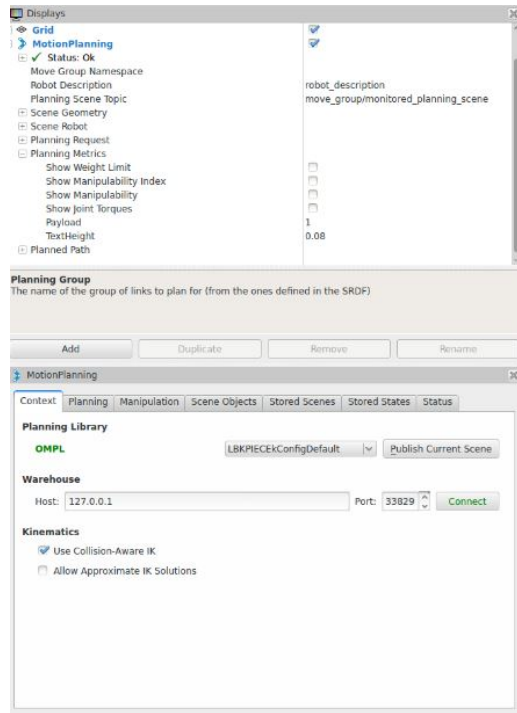 Displays
Grid
MotionPlanning
Status: Ok
Move Group Namespace
Robot Description robot_description
Planning Scene Topic move_group/monitored_planning_scene
Scene Geometry
Scene Robot
Planning Request
Planning Metrics
Show Weight Limit
Show Manipulability Index
Show Manipulability
Show Joint Torques
Payload 1
TextHeight 0.08
Planned Path
Planning Group
The name of the group of links to plan for (from the ones defined in the SRDF)
Add Duplicate Remove Rename
MotionPlanning
Context Planning Manipulation Scene Objects Stored Scenes Stored States Status
Planning Library
OMPL LBKPIECEkConfigDefault Publish Current Scene
Warehouse
Host: 127.0.0.1 Port: 33829 Connect
Kinematics
Use Collision-Aware IK
Allow Approximate IK Solutions